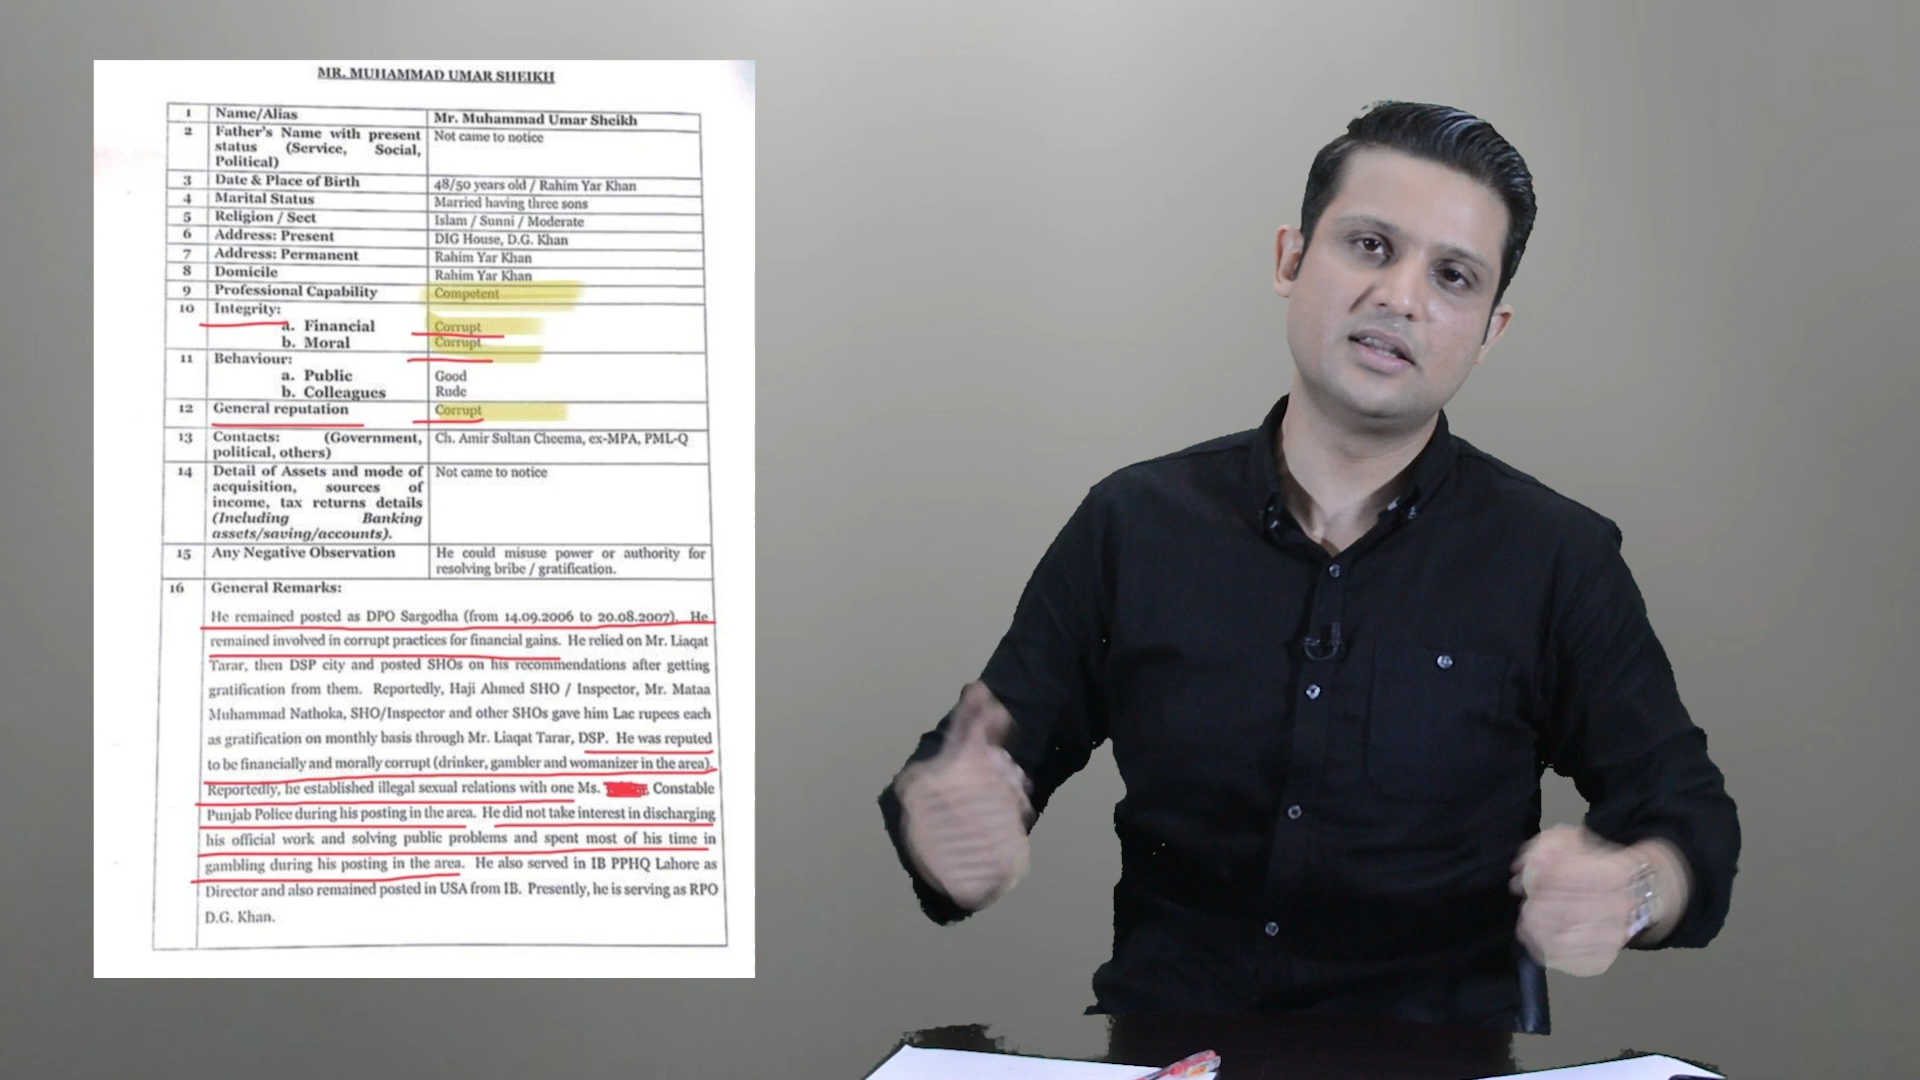 MR. MUHAMMAD UMAR SHEIKH
1 Name/Alias Mr. Muhammad Umar Sheikh
2 Father's Name with present status (Service, Social, Political) Not came to notice
3 Date & Place of Birth 48/50 years old / Rahim Yar Khan
4 Marital Status Married having three sons
5 Religion / Sect Islam / Sunni / Moderate
6 Address: Present DIG House, D.G. Khan
7 Address: Permanent Rahim Yar Khan
8 Domicile Rahim Yar Khan
9 Professional Capability Competent
10 Integrity:
a. Financial Corrupt
b. Moral Corrupt
11 Behaviour:
a. Public Good
b. Colleagues Rude
12 General reputation Corrupt
13 Contacts: (Government, political, others) Ch. Amir Sultan Cheema, ex-MPA, PML-Q
14 Detail of Assets and mode of acquisition, sources of income, tax returns details (Including Banking assets/saving/accounts). Not came to notice
15 Any Negative Observation He could misuse power or authority for resolving bribe / gratification.
16 General Remarks:
He remained posted as DPO Sargodha (from 14.09.2006 to 20.08.2007). He
remained involved in corrupt practices for financial gains. He relied on Mr. Liaqat
Tarar, then DSP city and posted SHOs on his recommendations after getting
gratification from them. Reportedly, Haji Ahmed SHO / Inspector, Mr. Mataa
Muhammad Nathoka, SHO/Inspector and other SHOs gave him Lac rupees each
as gratification on monthly basis through Mr. Liaqat Tarar, DSP. He was reputed
to be financially and morally corrupt (drinker, gambler and womanizer in the area).
Reportedly, he established illegal sexual relations with one Ms. Constable
Punjab Police during his posting in the area. He did not take interest in discharging
his official work and solving public problems and spent most of his time in
gambling during his posting in the area. He also served in IB PPHQ Lahore as
Director and also remained posted in USA from IB. Presently, he is serving as RPO
D.G. Khan.